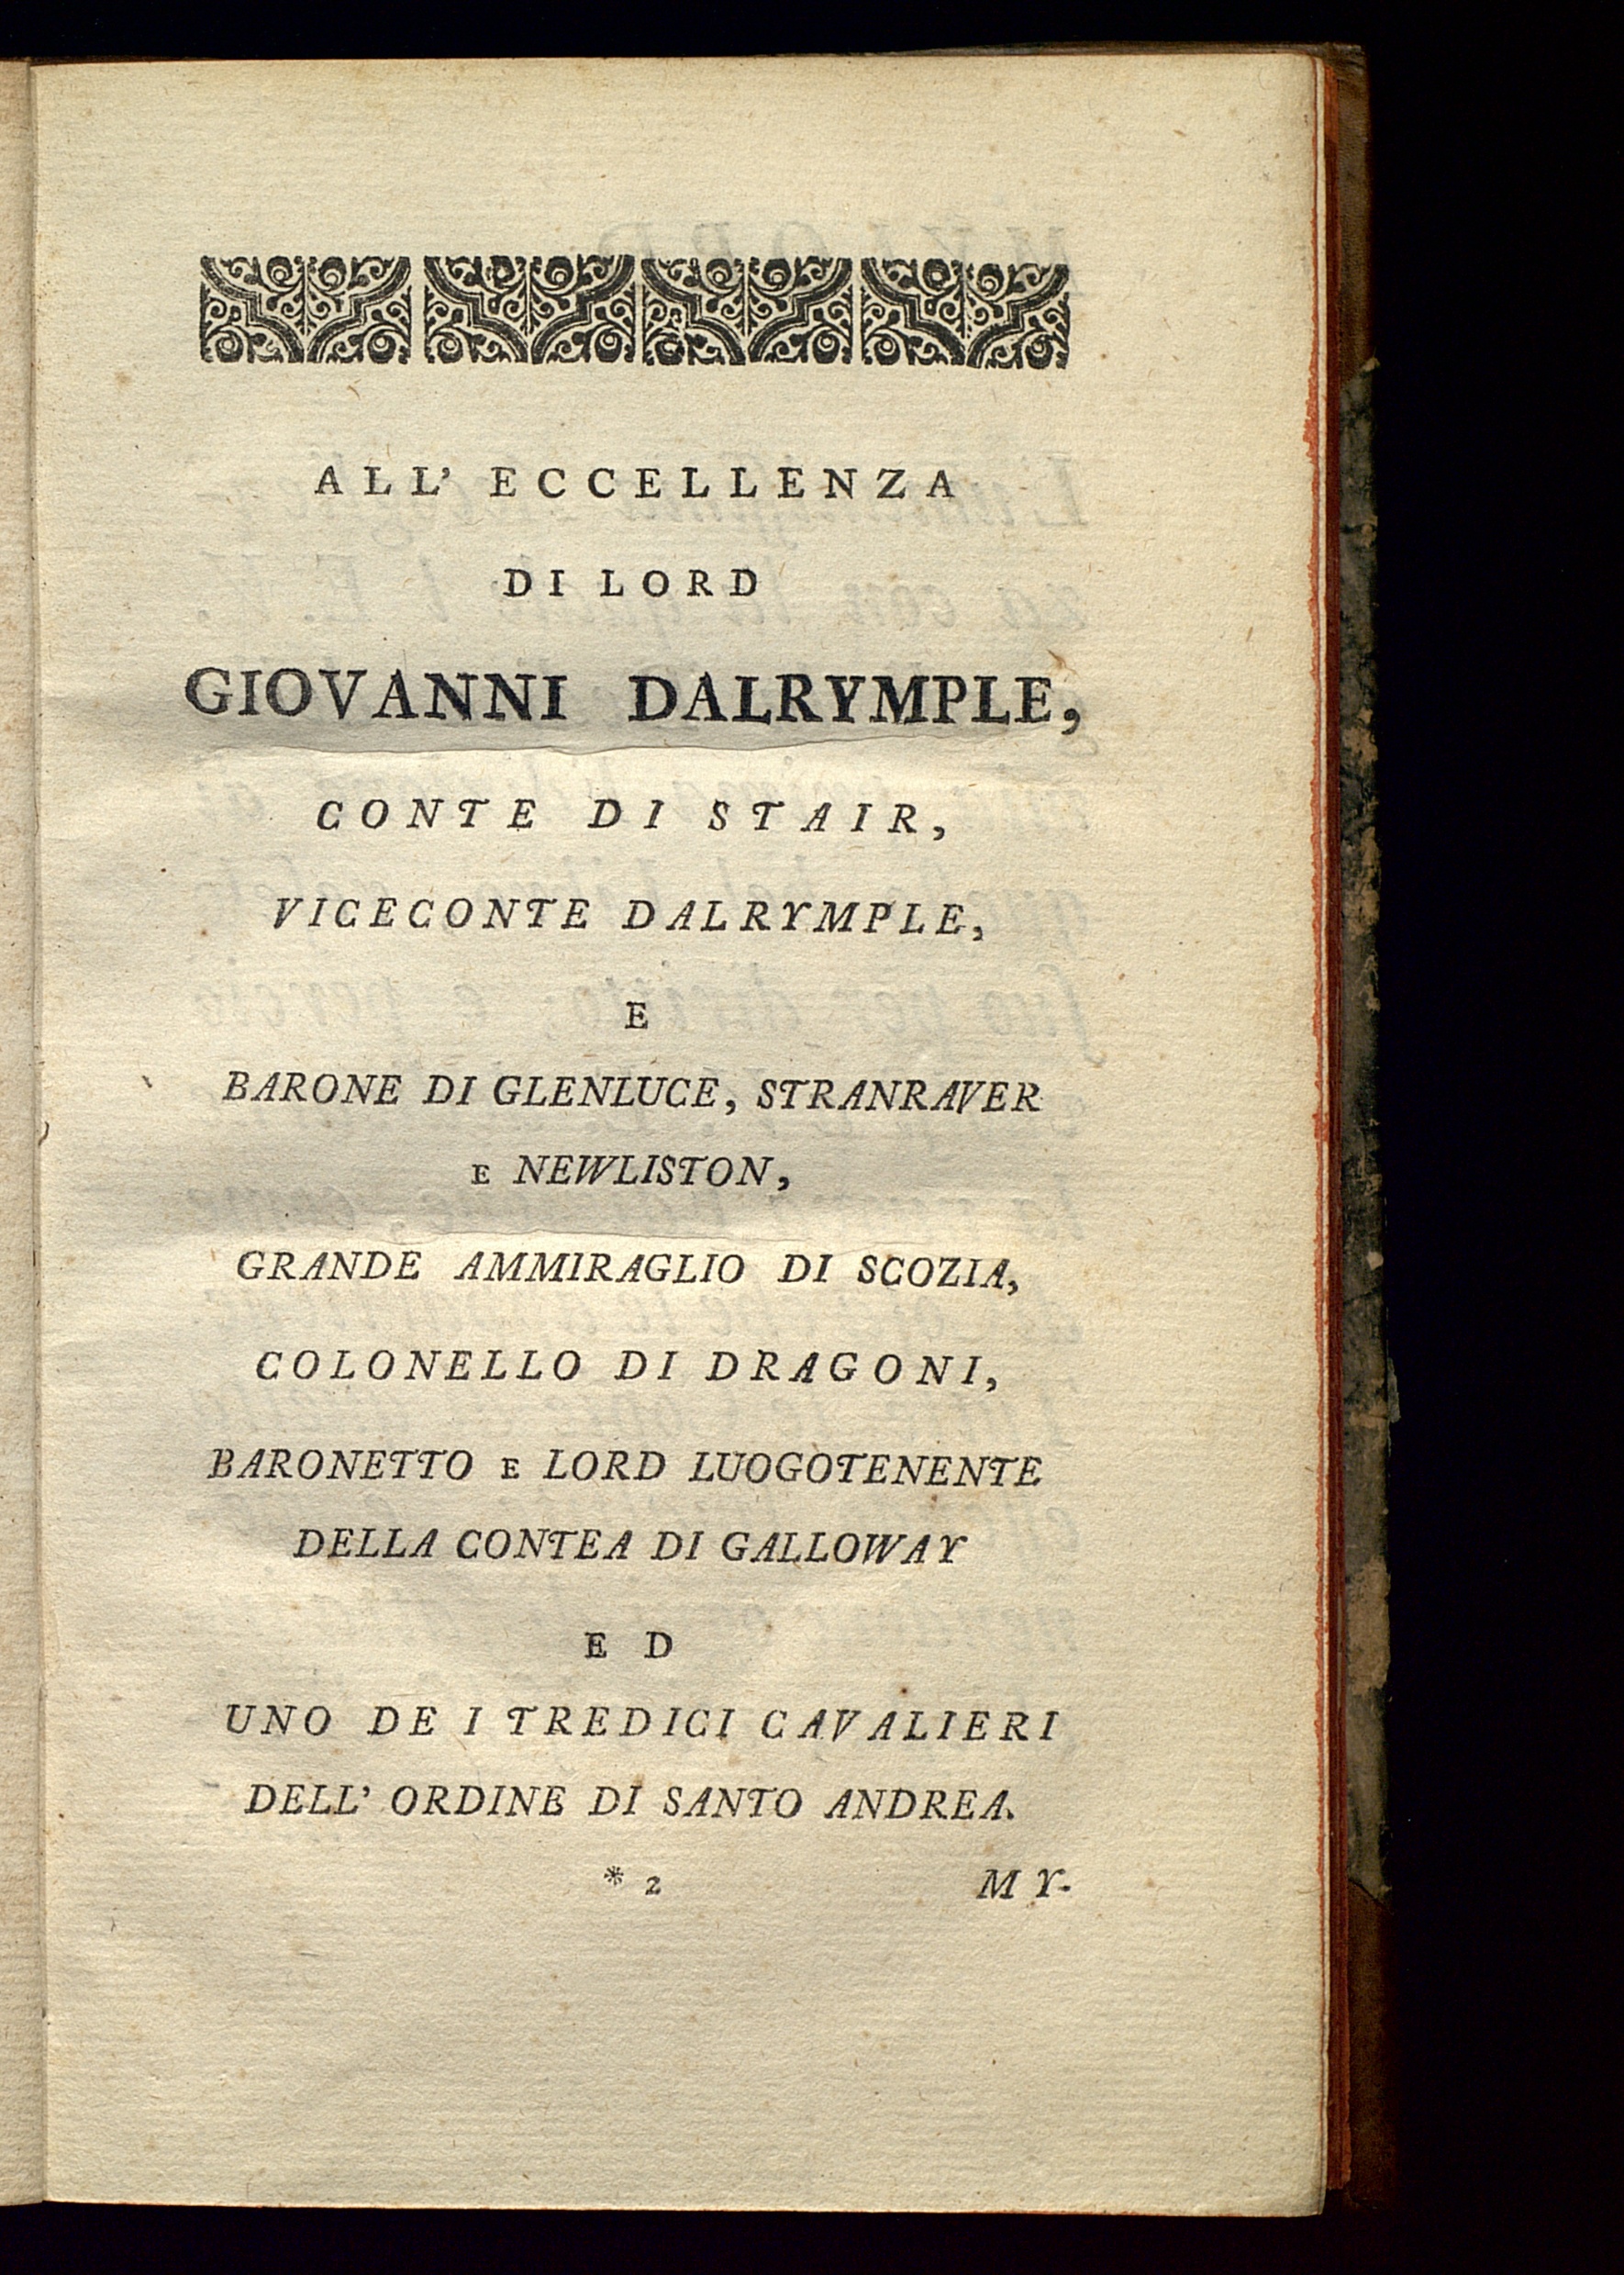 ALL' ECCELLENZA
DI LORD
GIOVANNI DALRYMPLE,
CONTE DI STAIR,
VICECONTE DALRYMPLE,
E
BARONE DI GLENLUCE, STRANRAVER
E NEWLISTON,
GRANDE AMMIRAGLIO DI SCOZIA,
COLONELLO DI DRAGONI,
BARONETTO E LORD LUOGOTENENTE
DELLA CONTEA DI GALLOWAY
ED
UNO DE I TREDICI CAVALIERI
DELL' ORDINE DI SANTO ANDREA.
* 2 MY-